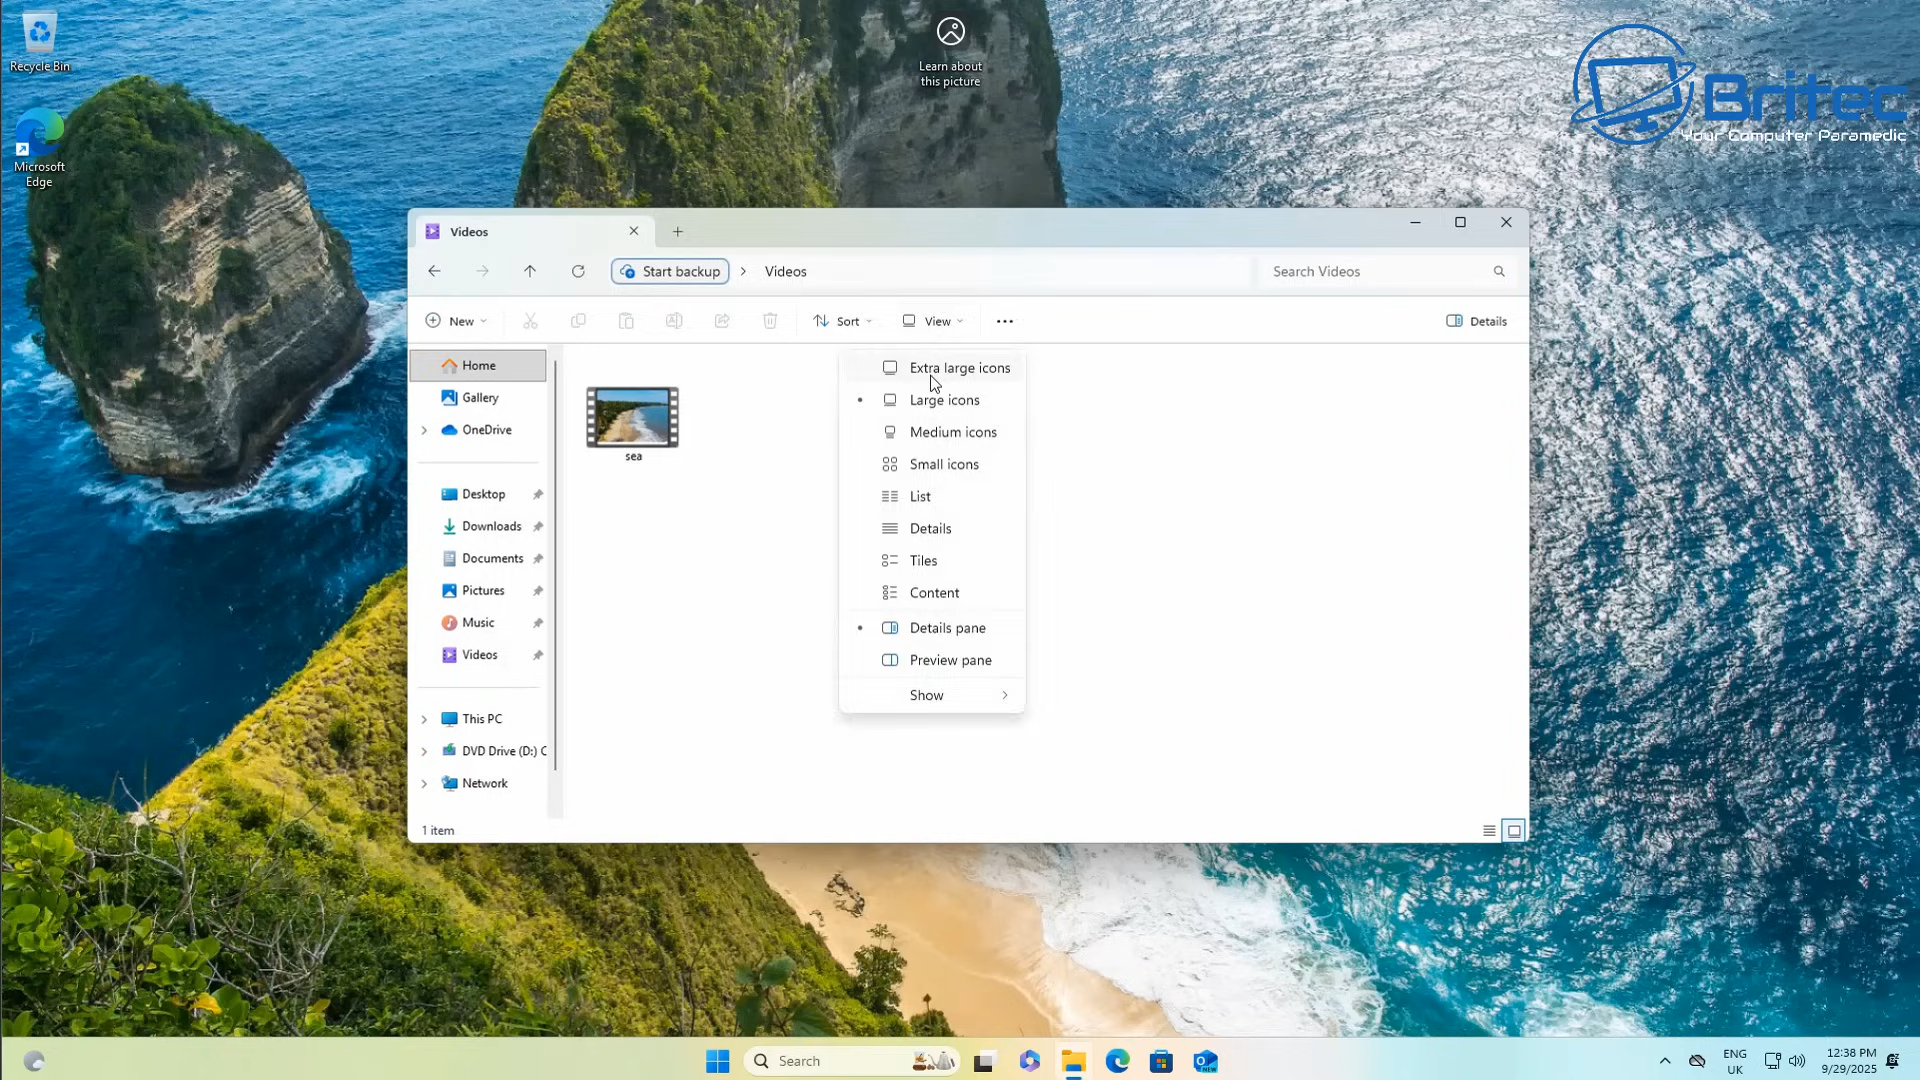 Recycle Bin
Microsoft
Edge
Learn about
this picture
Britec
Your Computer Paramedic
Videos
Start backup
Videos
Search Videos
New
Sort
View
Details
Home
Gallery
OneDrive
Desktop
Downloads
Documents
Pictures
Music
Videos
This PC
DVD Drive (D:) C
Network
sea
Extra large icons
Large icons
Medium icons
Small icons
List
Details
Tiles
Content
Details pane
Preview pane
Show
1 item
Search
ENG
UK
12:38 PM
9/29/2025